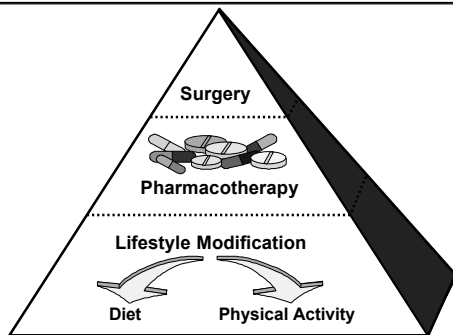 Surgery
Pharmacotherapy
Lifestyle Modification
Diet Physical Activity